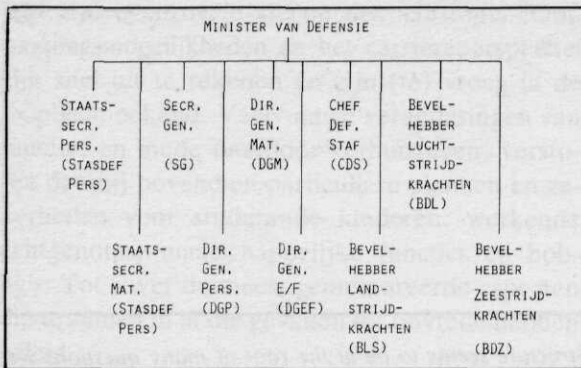 MINISTER VAN DEFENSIE
STAATS-
SECR.
PERS.
(STASDEF
PERS)
SECR.
GEN.
(SG)
DIR.
GEN.
MAT.
(DGM)
CHEF
DEF.
STAF
(CDS)
BEVEL-
HEBBER
LUCHT-
STRIJD-
KRACHTEN
(BDL)
STAATS-
SECR.
MAT.
(STASDEF
PERS)
DIR.
GEN.
PERS.
(DGP)
DIR.
GEN.
E/F
(DGEF)
BEVEL-
HEBBER
LAND-
STRIJD-
KRACHTEN
(BLS)
BEVEL-
HEBBER
ZEESTRIJD-
KRACHTEN
(BDZ)